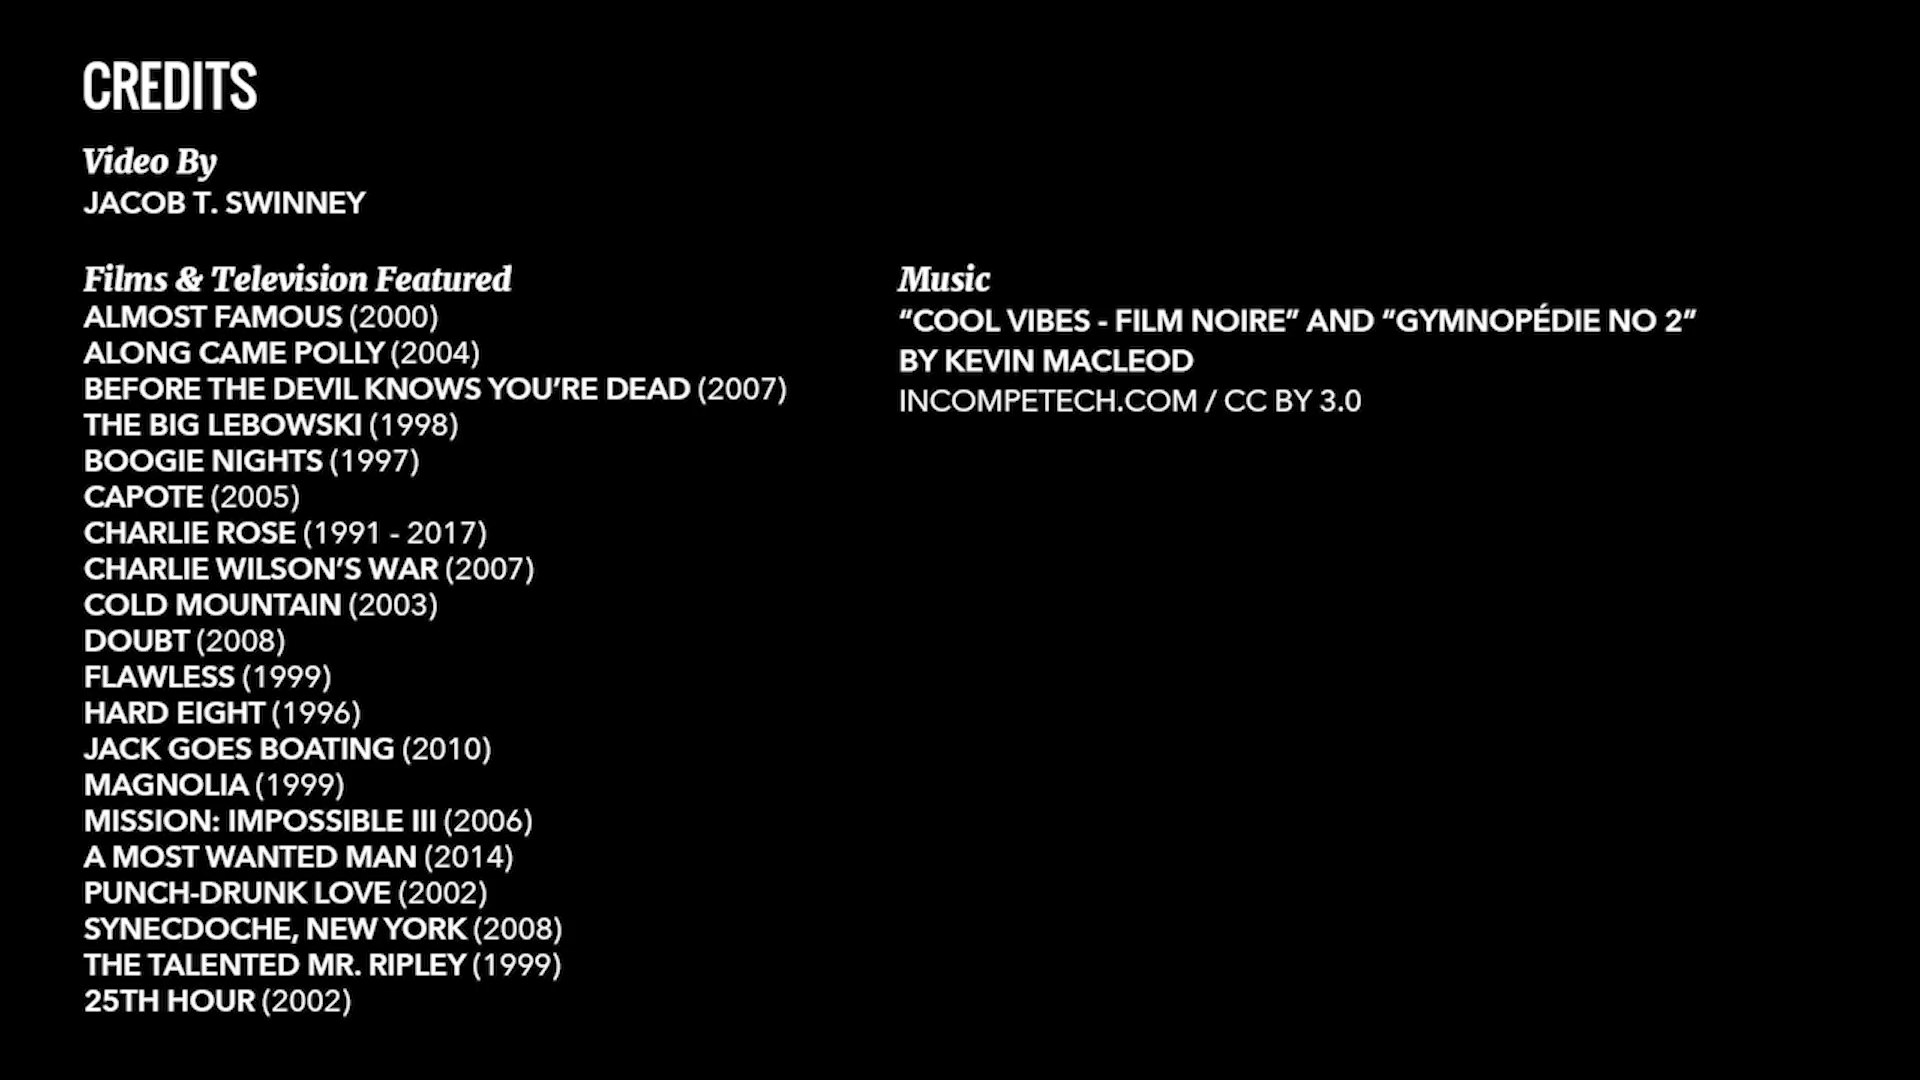 CREDITS
Video By
JACOB T. SWINNEY
Films & Television Featured
ALMOST FAMOUS (2000)
ALONG CAME POLLY (2004)
BEFORE THE DEVIL KNOWS YOU’RE DEAD (2007)
THE BIG LEBOWSKI (1998)
BOOGIE NIGHTS (1997)
CAPOTE (2005)
CHARLIE ROSE (1991 - 2017)
CHARLIE WILSON’S WAR (2007)
COLD MOUNTAIN (2003)
DOUBT (2008)
FLAWLESS (1999)
HARD EIGHT (1996)
JACK GOES BOATING (2010)
MAGNOLIA (1999)
MISSION: IMPOSSIBLE III (2006)
A MOST WANTED MAN (2014)
PUNCH-DRUNK LOVE (2002)
SYNECDOCHE, NEW YORK (2008)
THE TALENTED MR. RIPLEY (1999)
25TH HOUR (2002)
Music
“COOL VIBES - FILM NOIRE” AND “GYMNOPÉDIE NO 2”
BY KEVIN MACLEOD
INCOMPETECH.COM / CC BY 3.0